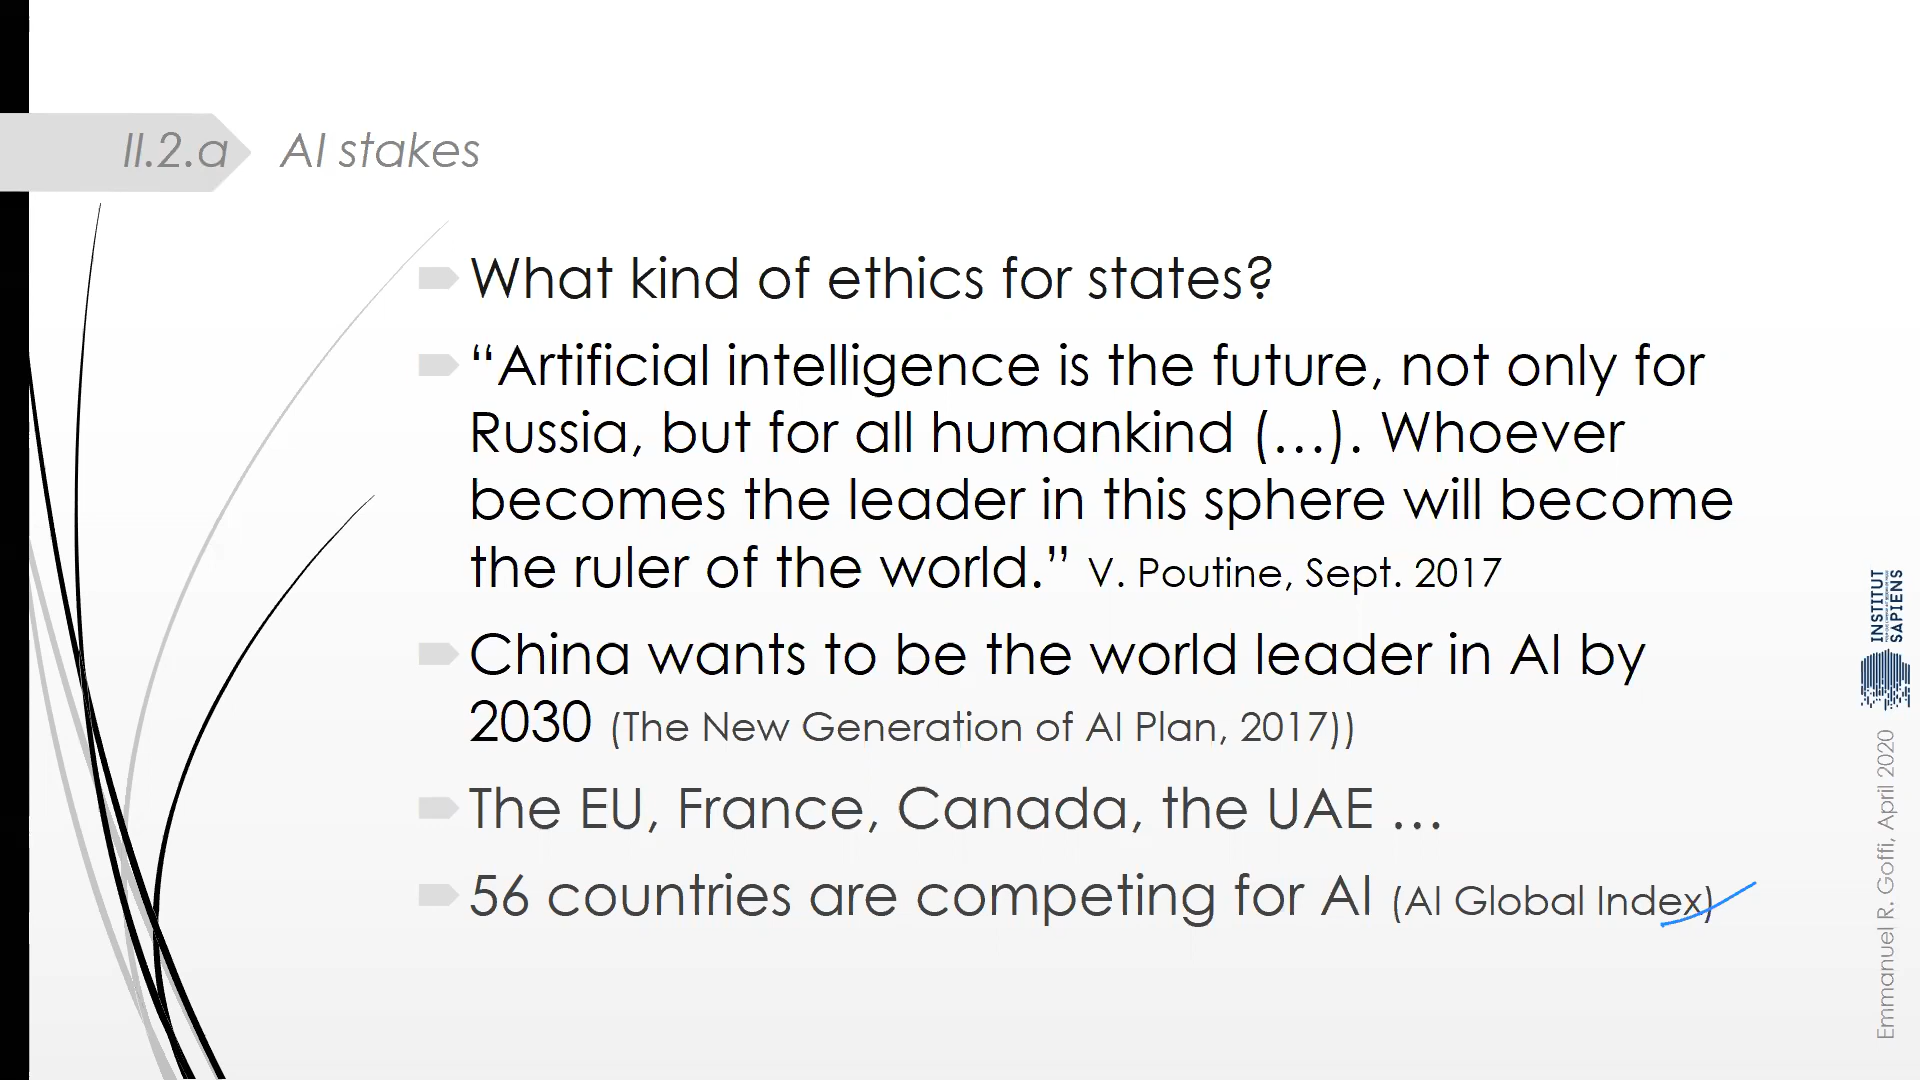 II.2.a AI stakes
What kind of ethics for states?
“Artificial intelligence is the future, not only for
Russia, but for all humankind (…). Whoever
becomes the leader in this sphere will become
the ruler of the world.” V. Poutine, Sept. 2017
China wants to be the world leader in AI by
2030 (The New Generation of AI Plan, 2017))
The EU, France, Canada, the UAE …
56 countries are competing for AI (AI Global Index)
INSTITUT
SAPIENS
Emmanuel R. Goffi, April 2020